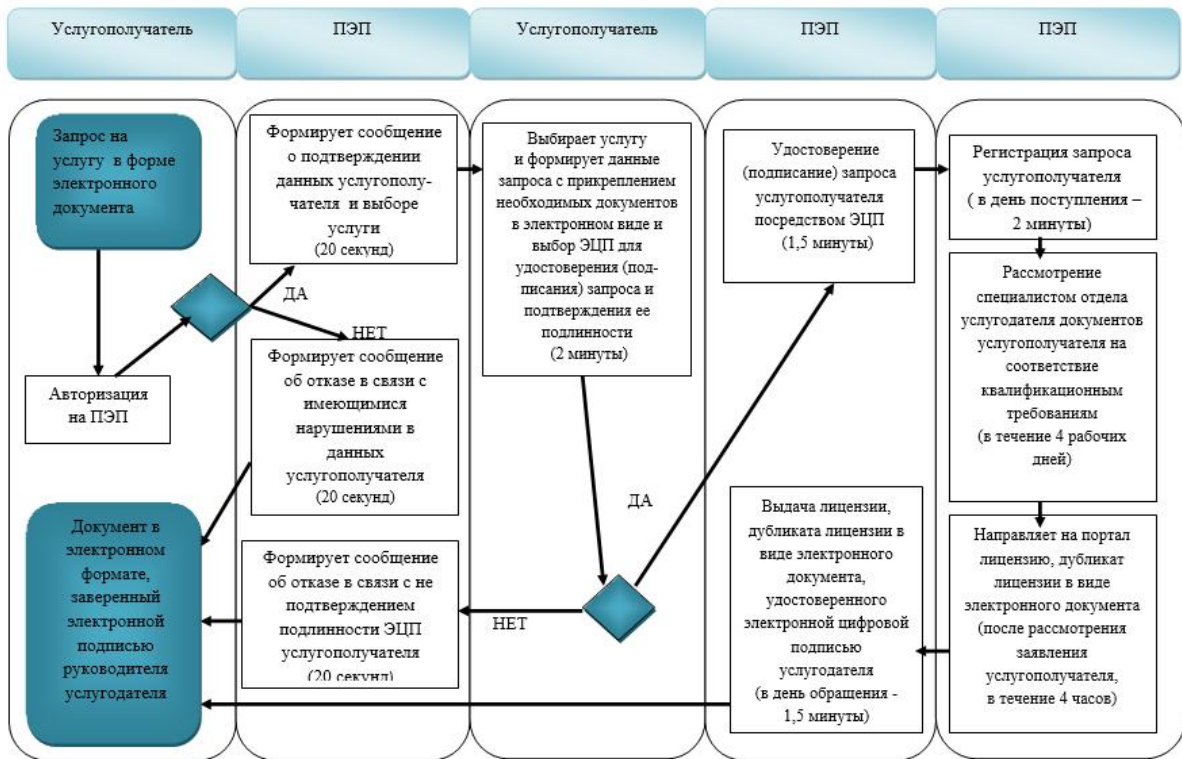 Услугополучатель
ПЭП
Услугополучатель
ПЭП
ПЭП
Запрос на
услугу в форме
электронного
документа
Авторизация
на ПЭП
Документ в
электронном
формате,
заверенный
электронной
подписью
руководителя
услугодателя
Формирует сообщение
о подтверждении
данных услугополу-
чателя и выборе
услуги
(20 секунд)
ДА
НЕТ
Формирует сообщение
об отказе в связи с
имеющимися
нарушениями в
данных
услугополучателя
(20 секунд)
Формирует сообщение
об отказе в связи с не
подтверждением
подлинности ЭЦП
услугополучателя
(20 секунд)
Выбирает услугу
и формирует данные
запроса с прикреплением
необходимых документов
в электронном виде и
выбор ЭЦП для
удостоверения (под-
писания) запроса и
подтверждения ее
подлинности
(2 минуты)
ДА
НЕТ
Удостоверение
(подписание) запроса
услугополучателя
посредством ЭЦП
(1,5 минуты)
Выдача лицензии,
дубликата лицензии в
виде электронного
документа,
удостоверенного
электронной цифровой
подписью
услугодателя
(в день обращения -
1,5 минуты)
Регистрация запроса
услугополучателя
( в день поступления –
2 минуты)
Рассмотрение
специалистом отдела
услугодателя документов
услугополучателя на
соответствие
квалификационным
требованиям
(в течение 4 рабочих
дней)
Направляет на портал
лицензию, дубликат
лицензии в виде
электронного документа
(после рассмотрения
заявления
услугополучателя,
в течение 4 часов)